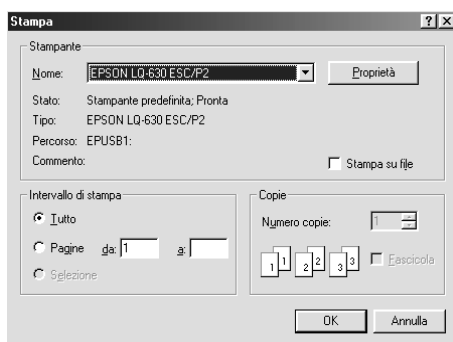 Stampa
Stampante
Nome: EPSON LQ-630 ESC/P2 Proprietà
Stato: Stampante predefinita; Pronta
Tipo: EPSON LQ-630 ESC/P2
Percorso: EPUSB1:
Commento: Stampa su file
Intervallo di stampa
Tutto
Pagine da: 1 a:
Selezione
Copie
Numero copie: 1
1 1 2 2 3 3 Fascicola
OK Annulla